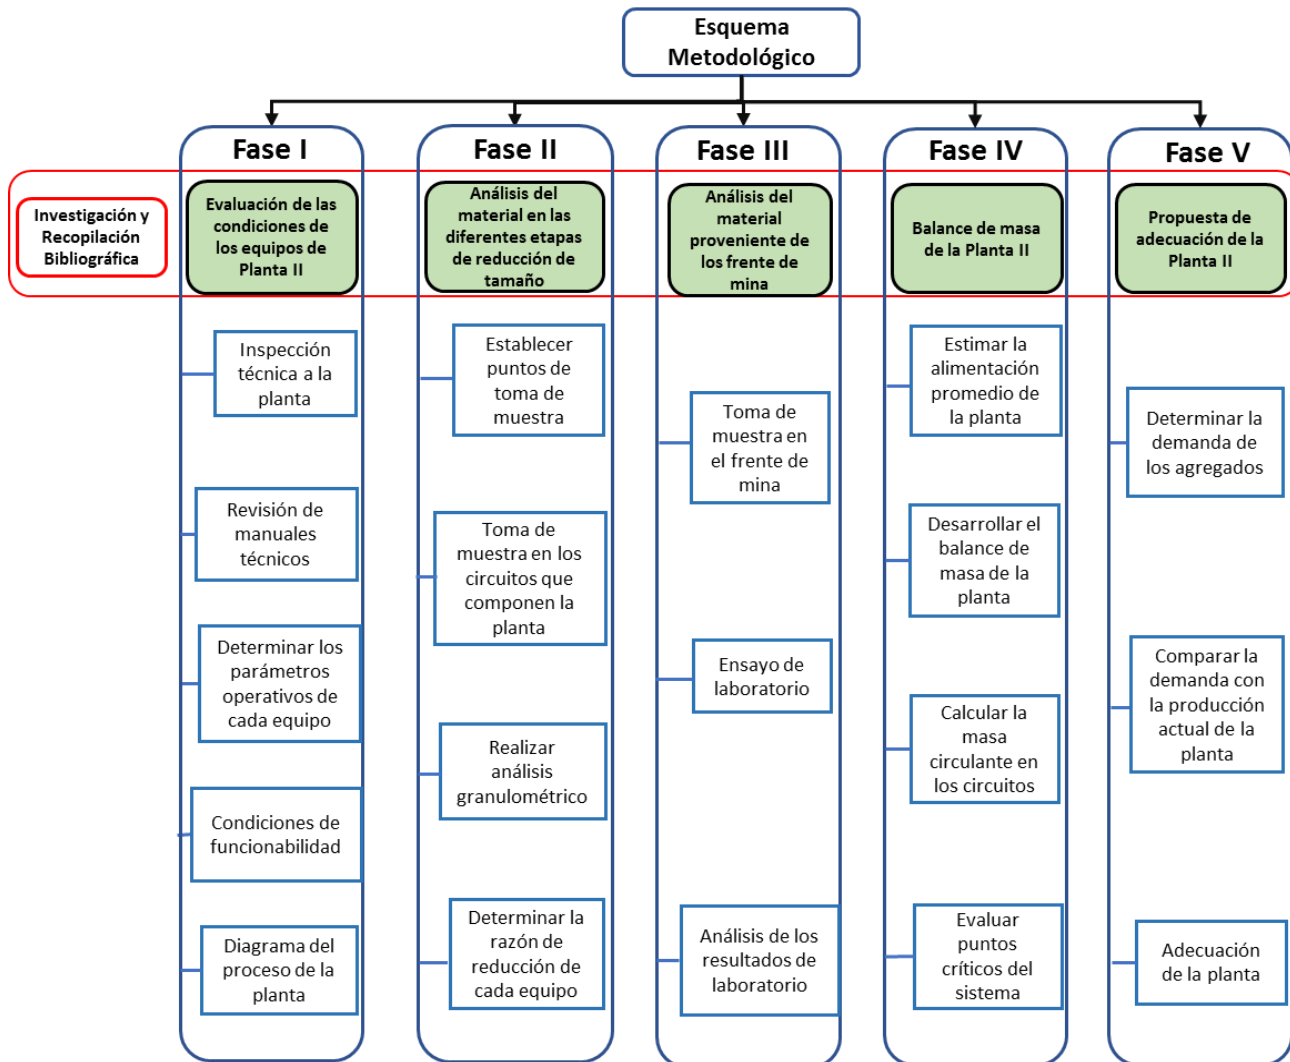 Esquema
Metodológico
Fase I
Fase II
Fase III
Fase IV
Fase V
Investigación y
Recopilación
Bibliográfica
Evaluación de las
condiciones de
los equipos de
Planta II
Análisis del
material en las
diferentes etapas
de reducción de
tamaño
Análisis del
material
proveniente de
los frente de
mina
Balance de masa
de la Planta II
Propuesta de
adecuación de la
Planta II
Inspección
técnica a la
planta
Revisión de
manuales
técnicos
Determinar los
parámetros
operativos de
cada equipo
Condiciones de
funcionabilidad
Diagrama del
proceso de la
planta
Establecer
puntos de
toma de
muestra
Toma de
muestra en los
circuitos que
componen la
planta
Realizar
análisis
granulométrico
Determinar la
razón de
reducción de
cada equipo
Toma de
muestra en
el frente de
mina
Ensayo de
laboratorio
Análisis de los
resultados de
laboratorio
Estimar la
alimentación
promedio de
la planta
Desarrollar el
balance de
masa de la
planta
Calcular la
masa
circulante en
los circuitos
Evaluar
puntos
críticos del
sistema
Determinar la
demanda de
los agregados
Comparar la
demanda con
la producción
actual de la
planta
Adecuación
de la planta